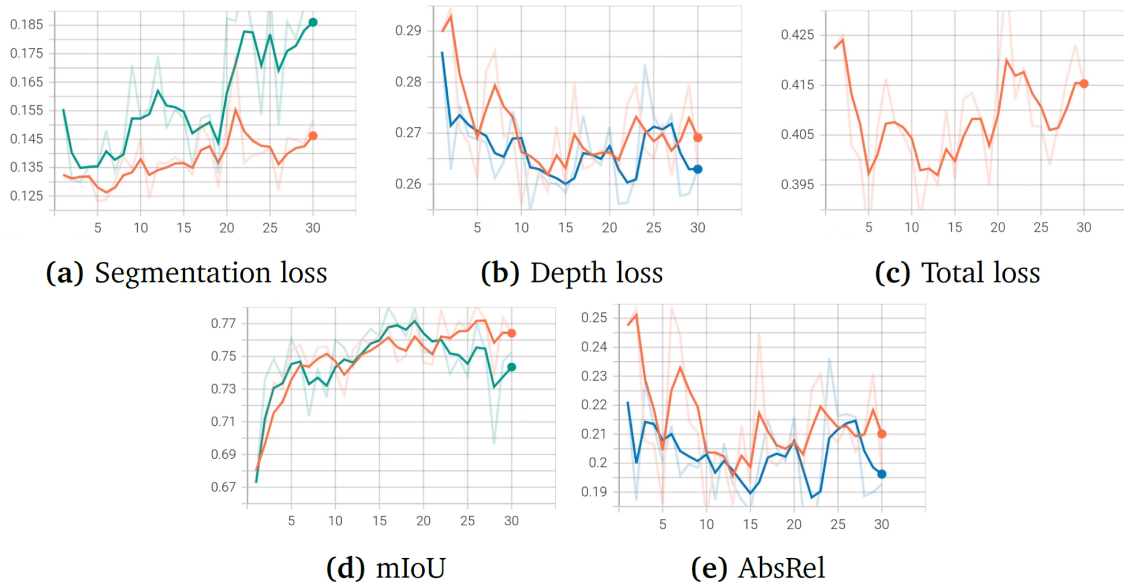 0.185
0.175
0.165
0.155
0.145
0.135
0.125
5 10 15 20 25 30
(a) Segmentation loss
0.29
0.28
0.27
0.26
5 10 15 20 25 30
(b) Depth loss
0.425
0.415
0.405
0.395
5 10 15 20 25 30
(c) Total loss
0.77
0.75
0.73
0.71
0.69
0.67
5 10 15 20 25 30
(d) mIoU
0.25
0.24
0.23
0.22
0.21
0.2
0.19
5 10 15 20 25 30
(e) AbsRel